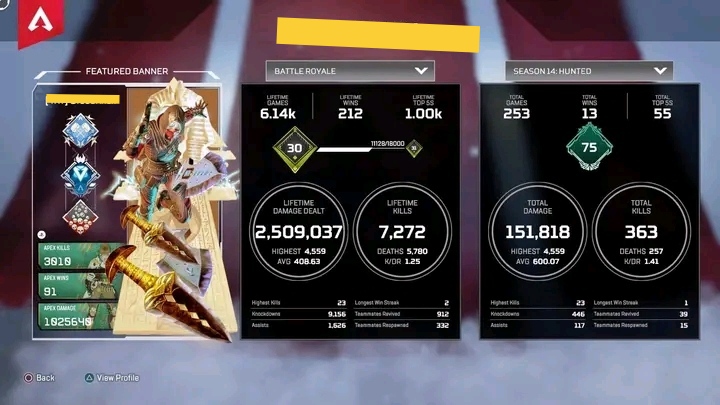 FEATURED BANNER
APEX KILLS
3010
APEX WINS
91
APEX DAMAGE
1025640
BATTLE ROYALE
LIFETIME GAMES
6.14k
LIFETIME WINS
212
LIFETIME TOP 5S
1.00k
30
11128/18000
31
LIFETIME DAMAGE DEALT
2,509,037
HIGHEST 4,559
AVG 408.63
LIFETIME KILLS
7,272
DEATHS 5,780
K/DR 1.25
Highest Kills 23
Knockdowns 9,156
Assists 1,626
Longest Win Streak 2
Teammates Revived 912
Teammates Respawned 332
SEASON 14: HUNTED
TOTAL GAMES
253
TOTAL WINS
13
TOTAL TOP 5S
55
75
TOTAL DAMAGE
151,818
HIGHEST 4,559
AVG 600.07
TOTAL KILLS
363
DEATHS 257
K/DR 1.41
Highest Kills 23
Knockdowns 446
Assists 117
Longest Win Streak 1
Teammates Revived 39
Teammates Respawned 15
Back
View Profile